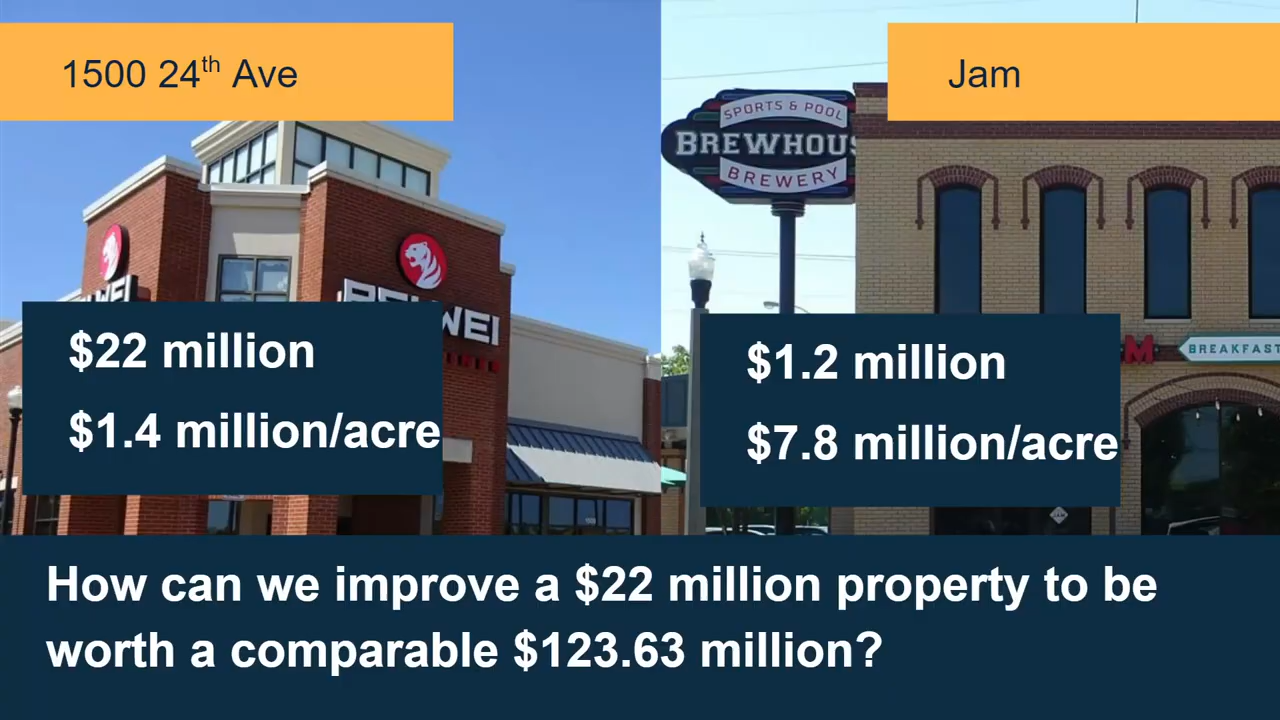 1500 24th Ave
Jam
SPORTS & POOL
BREWHOUS
BREWERY
BREAKFAST
$22 million
$1.4 million/acre
$1.2 million
$7.8 million/acre
How can we improve a $22 million property to be
worth a comparable $123.63 million?